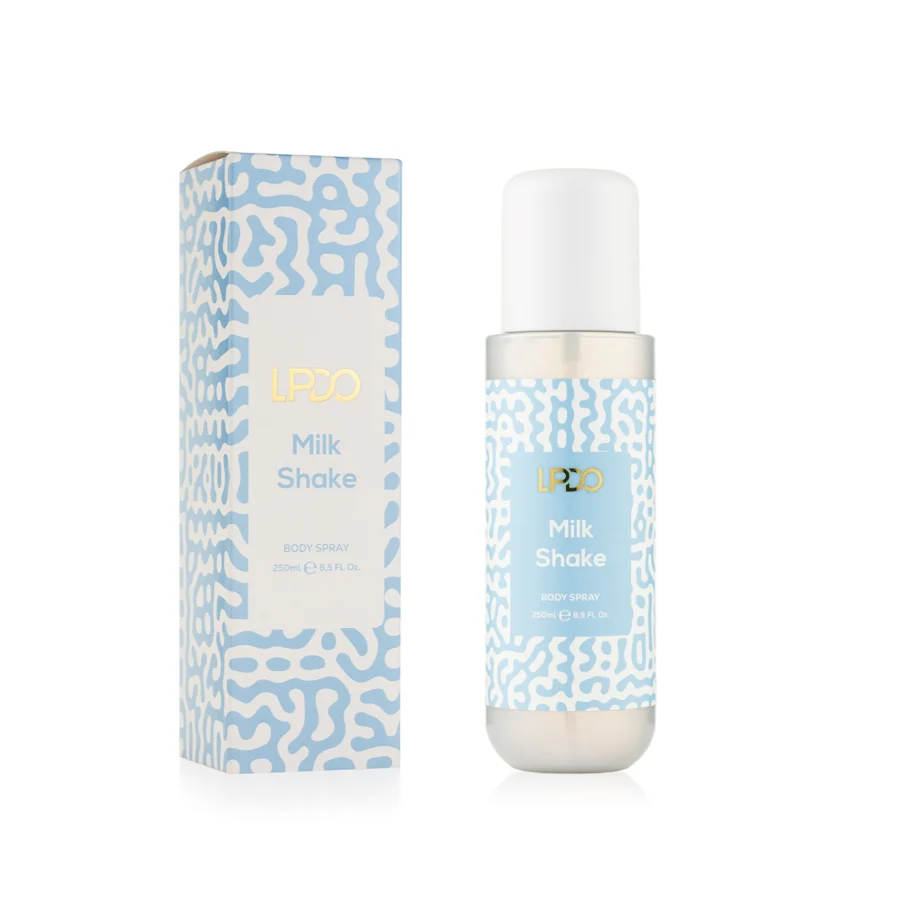 LPDO
Milk
Shake
BODY SPRAY
250ml ℮ 8,5 Fl. Oz.
LPDO
Milk
Shake
BODY SPRAY
250ml ℮ 8,5 Fl. Oz.